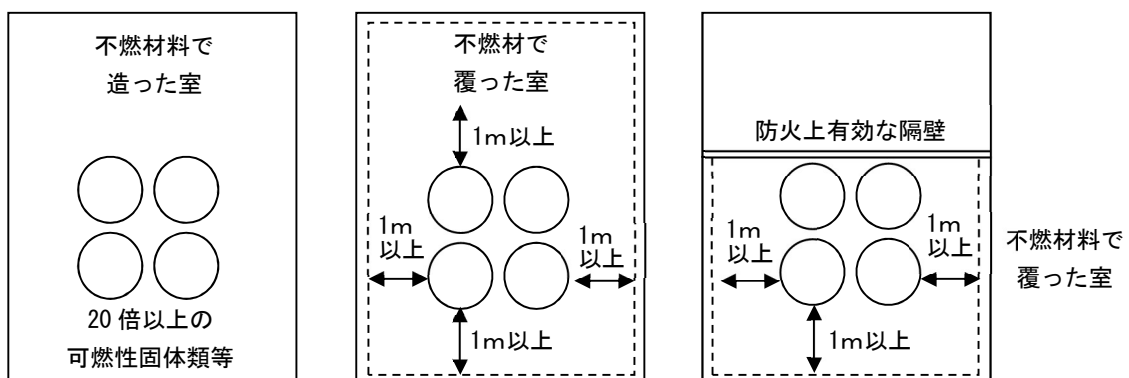 不燃材料で
造った室
20 倍以上の
可燃性固体類等
不燃材で
覆った室
1m以上
1m
以上
1m
以上
1m以上
防火上有効な隔壁
1m
以上
1m
以上
1m以上
不燃材料で
覆った室